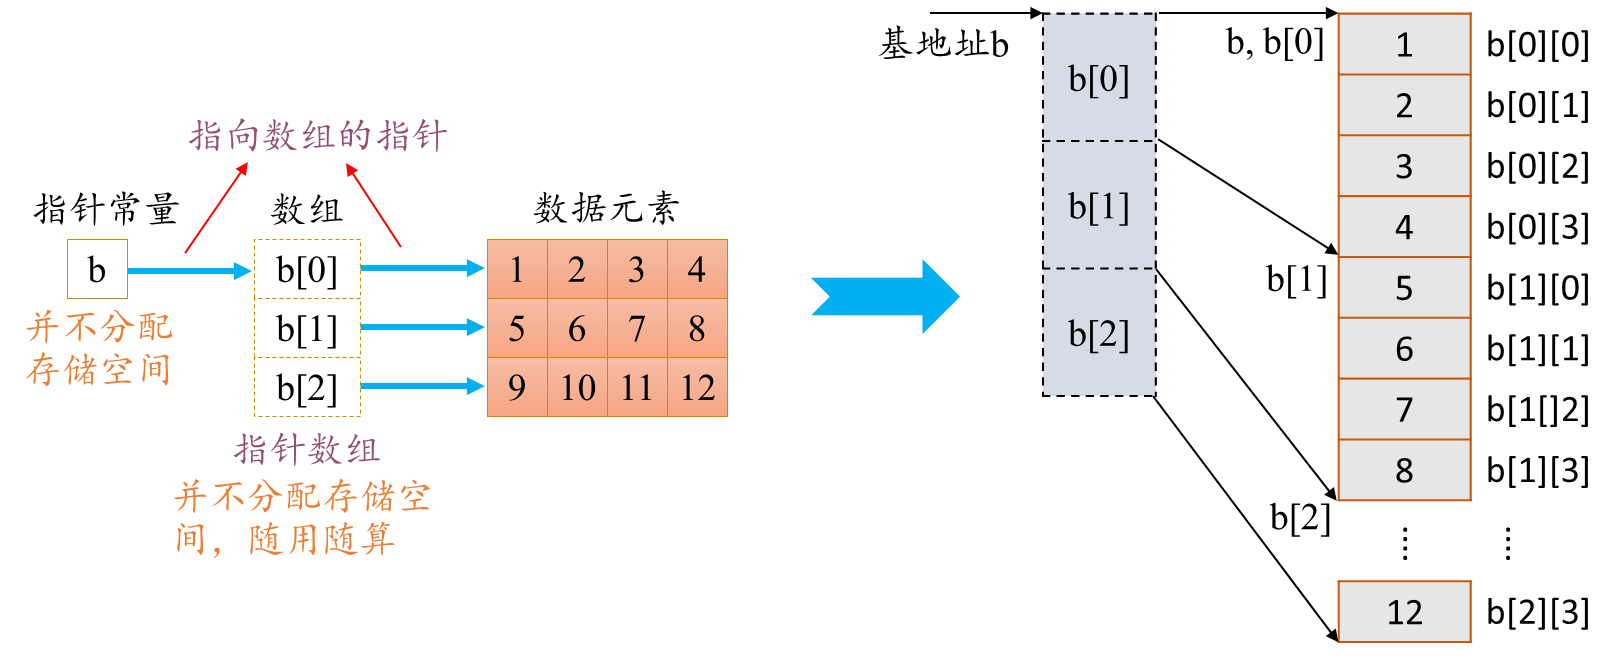 指向数组的指针
指针常量
数组
数据元素
b
b[0]
1 2 3 4
b[1]
5 6 7 8
b[2]
9 10 11 12
并不分配
存储空间
指针数组
并不分配存储空
间，随用随算
基地址b
b[0]
b[1]
b[2]
b, b[0]
b[1]
b[2]
1 b[0][0]
2 b[0][1]
3 b[0][2]
4 b[0][3]
5 b[1][0]
6 b[1][1]
7 b[1[]2]
8 b[1][3]
⋮ ⋮
12 b[2][3]